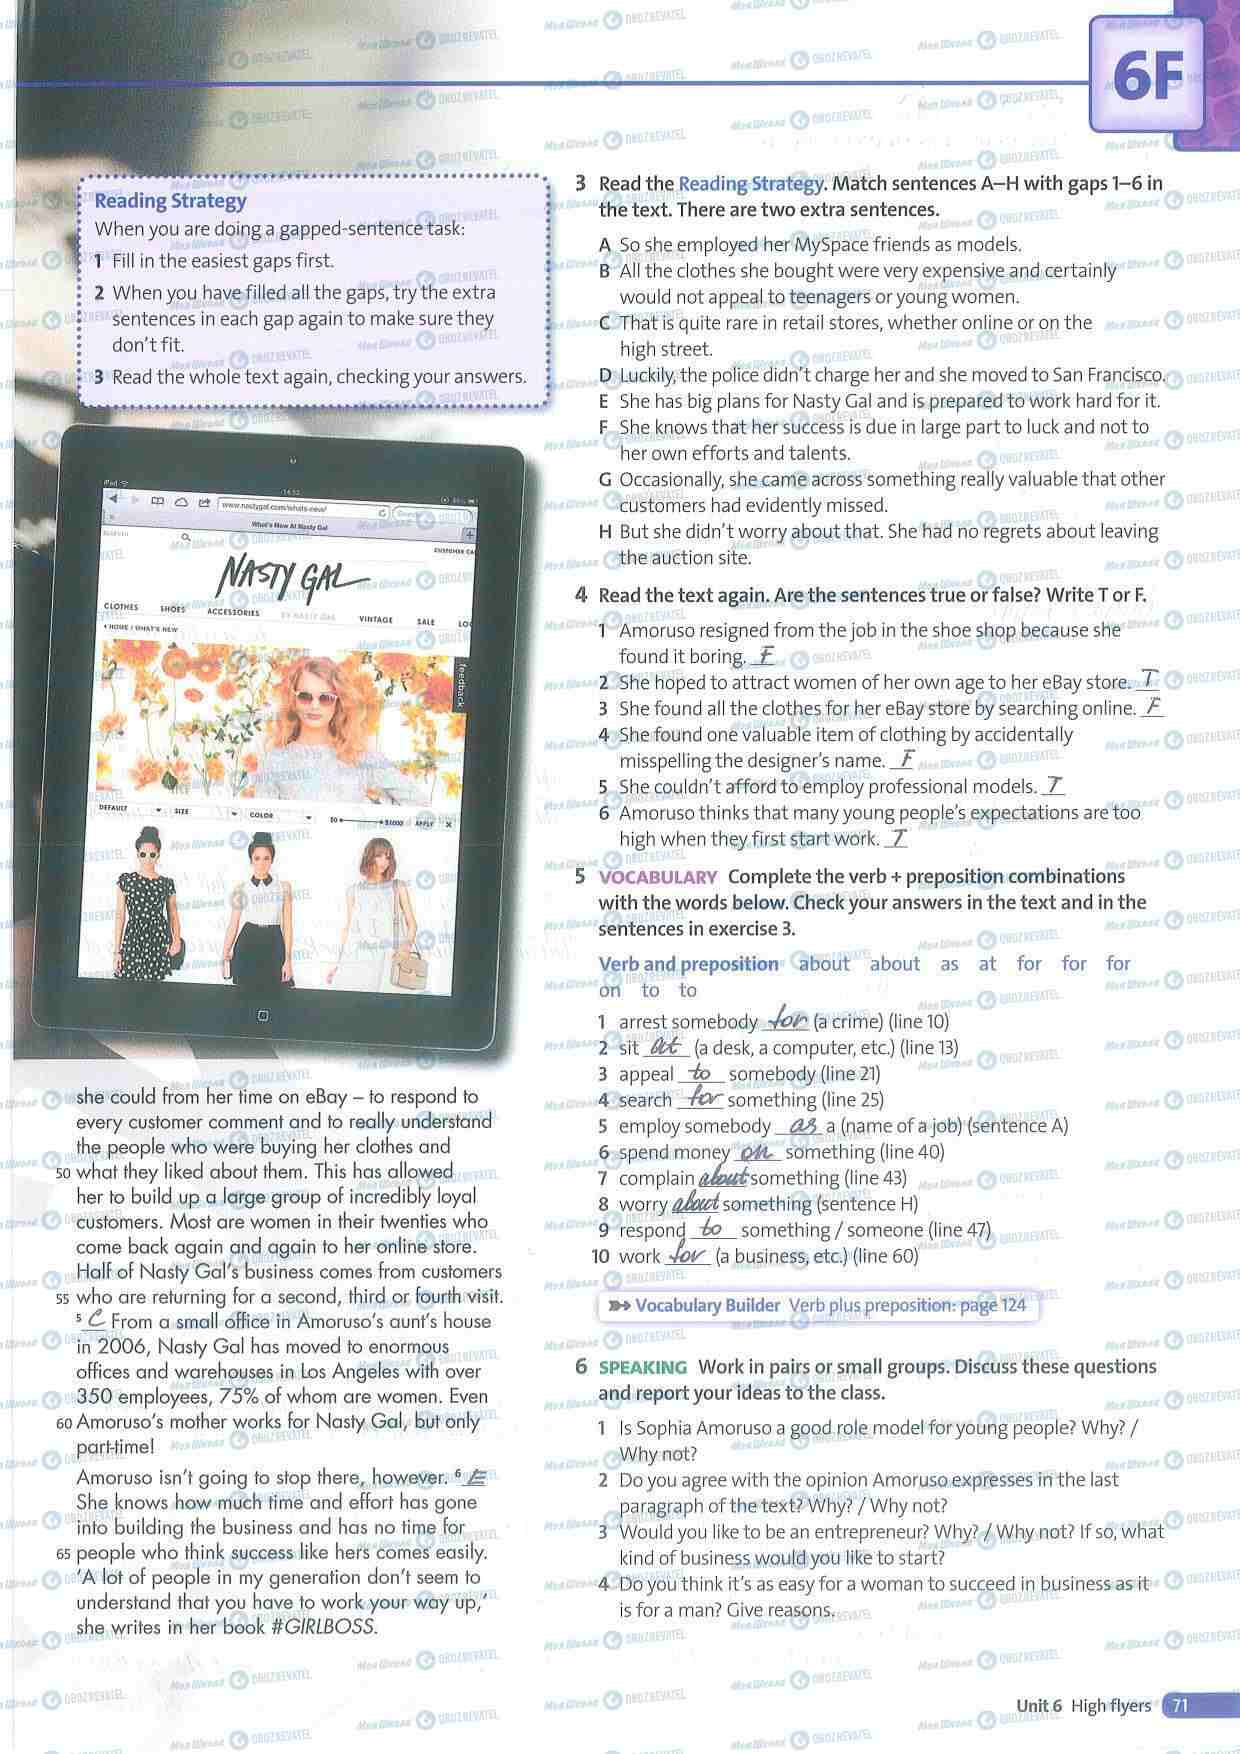 6F
Reading Strategy
When you are doing a gapped-sentence task:
1 Fill in the easiest gaps first.
2 When you have filled all the gaps, try the extra
sentences in each gap again to make sure they
don't fit.
3 Read the whole text again, checking your answers.
iPad
14:52
www.nastygal.com/whats-new/
What's New At Nasty Gal
NASTY GAL
CLOTHES SHOES ACCESSORIES BY NASTY GAL VINTAGE SALE
HOME / WHAT'S NEW
feedback
DEFAULT SIZE COLOR $0 $1000 APPLY X
she could from her time on eBay – to respond to
every customer comment and to really understand
the people who were buying her clothes and
50 what they liked about them. This has allowed
her to build up a large group of incredibly loyal
customers. Most are women in their twenties who
come back again and again to her online store.
Half of Nasty Gal's business comes from customers
55 who are returning for a second, third or fourth visit.
5 C From a small office in Amoruso's aunt's house
in 2006, Nasty Gal has moved to enormous
offices and warehouses in Los Angeles with over
350 employees, 75% of whom are women. Even
60 Amoruso's mother works for Nasty Gal, but only
part-time!
Amoruso isn't going to stop there, however. 6 E
She knows how much time and effort has gone
into building the business and has no time for
65 people who think success like hers comes easily.
'A lot of people in my generation don't seem to
understand that you have to work your way up,'
she writes in her book #GIRLBOSS.
3 Read the Reading Strategy. Match sentences A–H with gaps 1–6 in
the text. There are two extra sentences.
A So she employed her MySpace friends as models.
B All the clothes she bought were very expensive and certainly
would not appeal to teenagers or young women.
C That is quite rare in retail stores, whether online or on the
high street.
D Luckily, the police didn't charge her and she moved to San Francisco.
E She has big plans for Nasty Gal and is prepared to work hard for it.
F She knows that her success is due in large part to luck and not to
her own efforts and talents.
G Occasionally, she came across something really valuable that other
customers had evidently missed.
H But she didn't worry about that. She had no regrets about leaving
the auction site.
4 Read the text again. Are the sentences true or false? Write T or F.
1 Amoruso resigned from the job in the shoe shop because she
found it boring. F
2 She hoped to attract women of her own age to her eBay store. T
3 She found all the clothes for her eBay store by searching online. F
4 She found one valuable item of clothing by accidentally
misspelling the designer's name. F
5 She couldn't afford to employ professional models. T
6 Amoruso thinks that many young people's expectations are too
high when they first start work. T
5 VOCABULARY Complete the verb + preposition combinations
with the words below. Check your answers in the text and in the
sentences in exercise 3.
Verb and preposition about about as at for for for
on to to
1 arrest somebody for (a crime) (line 10)
2 sit at (a desk, a computer, etc.) (line 13)
3 appeal to somebody (line 21)
4 search for something (line 25)
5 employ somebody as a (name of a job) (sentence A)
6 spend money on something (line 40)
7 complain about something (line 43)
8 worry about something (sentence H)
9 respond to something / someone (line 47)
10 work for (a business, etc.) (line 60)
Vocabulary Builder Verb plus preposition: page 124
6 SPEAKING Work in pairs or small groups. Discuss these questions
and report your ideas to the class.
1 Is Sophia Amoruso a good role model for young people? Why? /
Why not?
2 Do you agree with the opinion Amoruso expresses in the last
paragraph of the text? Why? / Why not?
3 Would you like to be an entrepreneur? Why? / Why not? If so, what
kind of business would you like to start?
4 Do you think it's as easy for a woman to succeed in business as it
is for a man? Give reasons.
Unit 6 High flyers 71